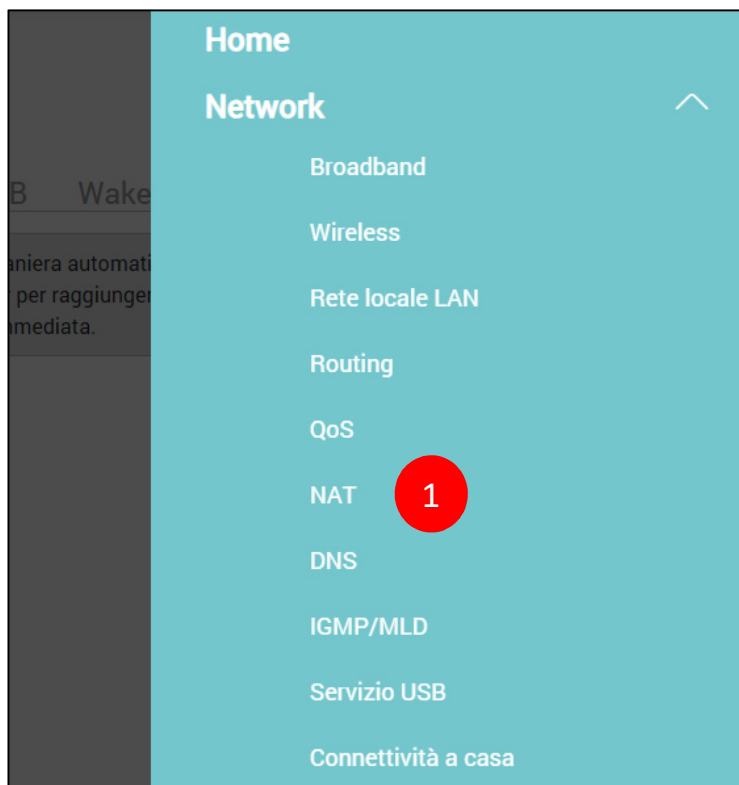 Home
Network
Broadband
B Wake
Wireless
aniera automati
per raggiunger
mmediata.
Rete locale LAN
Routing
QoS
NAT 1
DNS
IGMP/MLD
Servizio USB
Connettività a casa